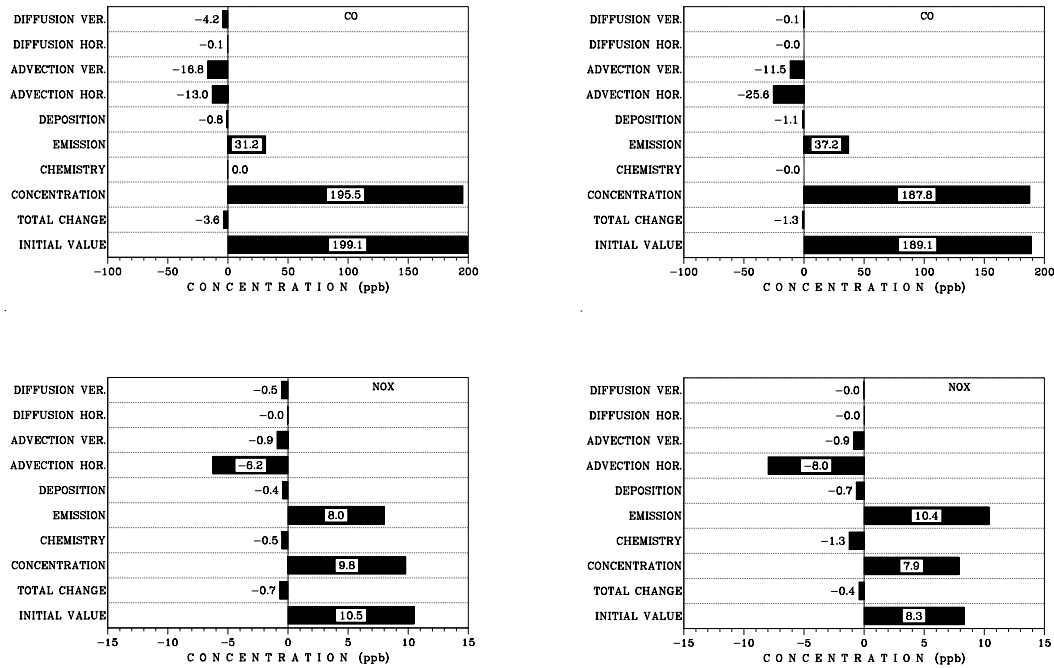 CO
DIFFUSION VER. -4.2
DIFFUSION HOR. -0.1
ADVECTION VER. -16.8
ADVECTION HOR. -13.0
DEPOSITION -0.8
EMISSION 31.2
CHEMISTRY 0.0
CONCENTRATION 195.5
TOTAL CHANGE -3.6
INITIAL VALUE 199.1
-100 -50 0 50 100 150 200
CONCENTRATION (ppb)
CO
DIFFUSION VER. -0.1
DIFFUSION HOR. -0.0
ADVECTION VER. -11.5
ADVECTION HOR. -25.6
DEPOSITION -1.1
EMISSION 37.2
CHEMISTRY -0.0
CONCENTRATION 187.8
TOTAL CHANGE -1.3
INITIAL VALUE 189.1
-100 -50 0 50 100 150 200
CONCENTRATION (ppb)
NOX
DIFFUSION VER. -0.5
DIFFUSION HOR. -0.0
ADVECTION VER. -0.9
ADVECTION HOR. -6.2
DEPOSITION -0.4
EMISSION 8.0
CHEMISTRY -0.5
CONCENTRATION 9.8
TOTAL CHANGE -0.7
INITIAL VALUE 10.5
-15 -10 -5 0 5 10 15
CONCENTRATION (ppb)
NOX
DIFFUSION VER. -0.0
DIFFUSION HOR. -0.0
ADVECTION VER. -0.9
ADVECTION HOR. -8.0
DEPOSITION -0.7
EMISSION 10.4
CHEMISTRY -1.3
CONCENTRATION 7.9
TOTAL CHANGE -0.4
INITIAL VALUE 8.3
-15 -10 -5 0 5 10 15
CONCENTRATION (ppb)